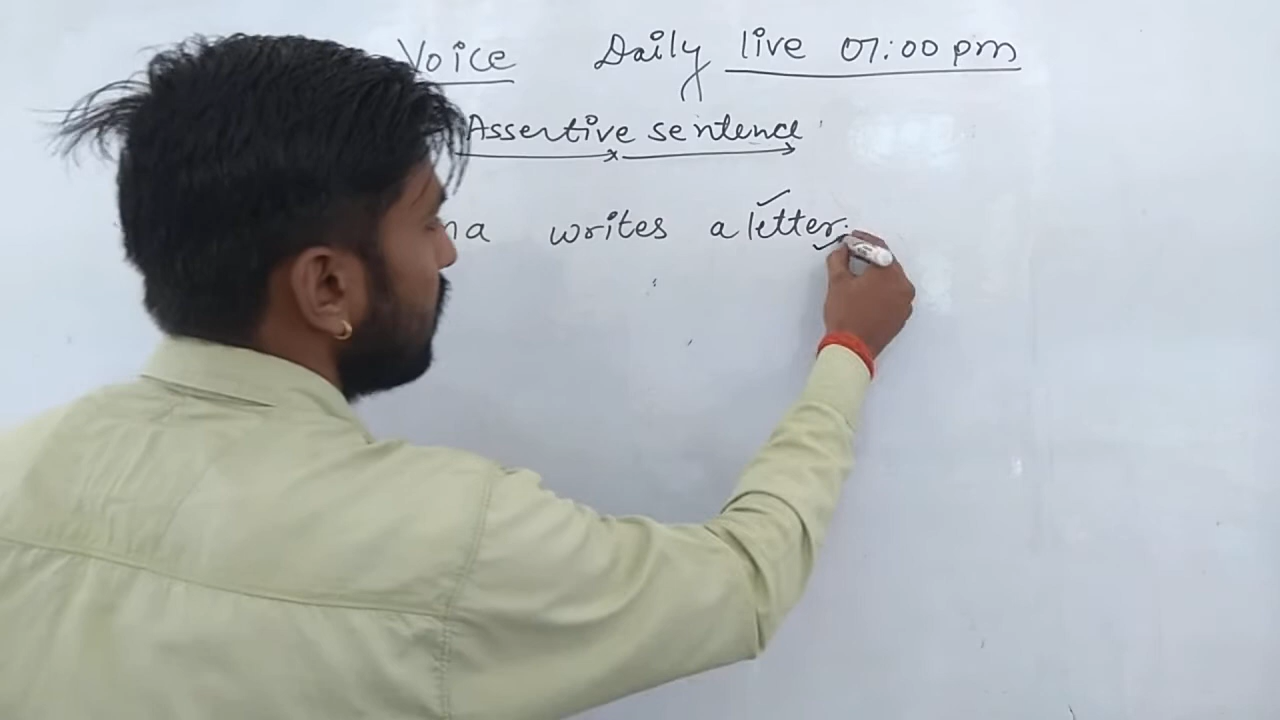 Voice Daily live 07:00 pm
Assertive sentence
writes a letter.